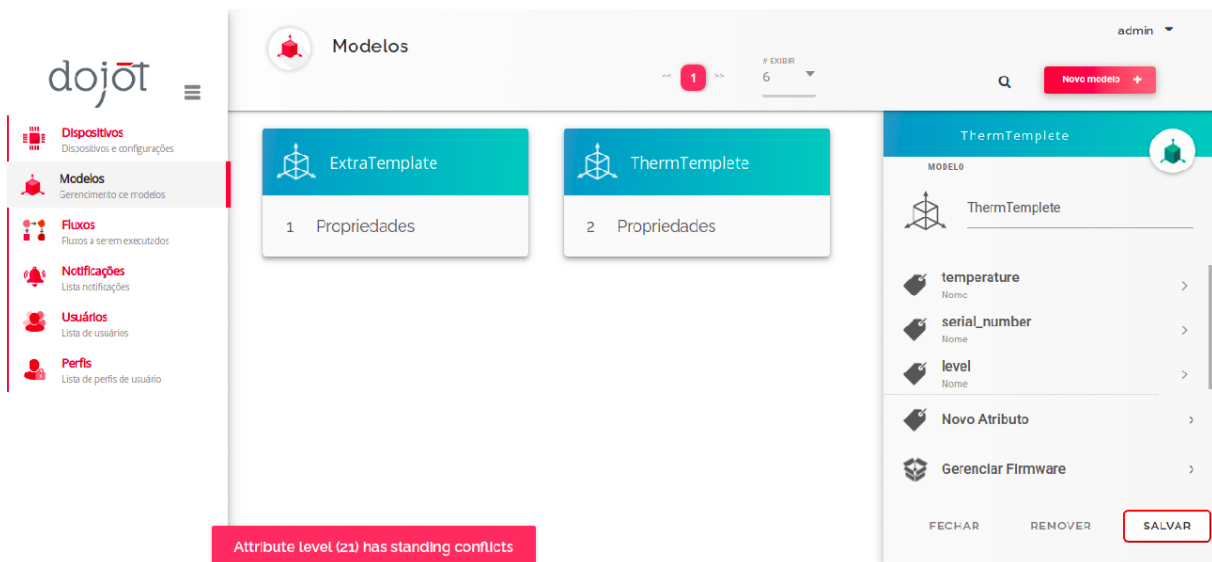 dojot
Dispositivos
Dispositivos e configurações
Modelos
Gerencimento de modelos
Fluxos
Fluxos a serem executados
Notificações
Lista notificações
Usuários
Lista de usuários
Perfis
Lista de perfis de usuário
Modelos
<< 1 >>
# EXIBIR
6
admin
Novo modelo +
ExtraTemplate
1 Propriedades
ThermTemplete
2 Propriedades
ThermTemplete
MODELO
ThermTemplete
temperature
Nome
serial_number
Nome
level
Nome
Novo Atributo
Gerenciar Firmware
FECHAR REMOVER SALVAR
Attribute level (21) has standing conflicts